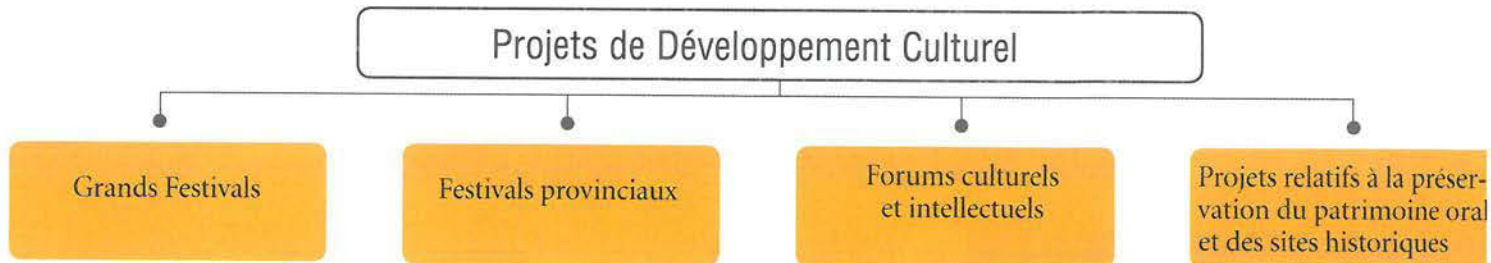 Projets de Développement Culturel
Grands Festivals
Festivals provinciaux
Forums culturels
et intellectuels
Projets relatifs à la préser-
vation du patrimoine oral
et des sites historiques